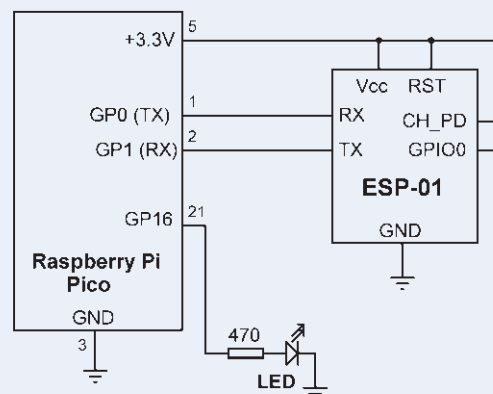 +3.3V
5
Vcc
RST
GP0 (TX)
1
RX
CH_PD
GP1 (RX)
2
TX
GPIO0
ESP-01
GP16
21
GND
Raspberry Pi
Pico
GND
3
470
LED